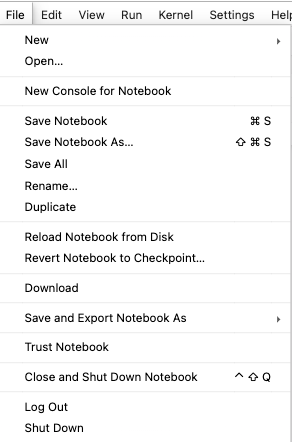 File Edit View Run Kernel Settings Help
New
Open...
New Console for Notebook
Save Notebook ⌘ S
Save Notebook As... ⇧ ⌘ S
Save All
Rename...
Duplicate
Reload Notebook from Disk
Revert Notebook to Checkpoint...
Download
Save and Export Notebook As
Trust Notebook
Close and Shut Down Notebook ^ ⇧ Q
Log Out
Shut Down